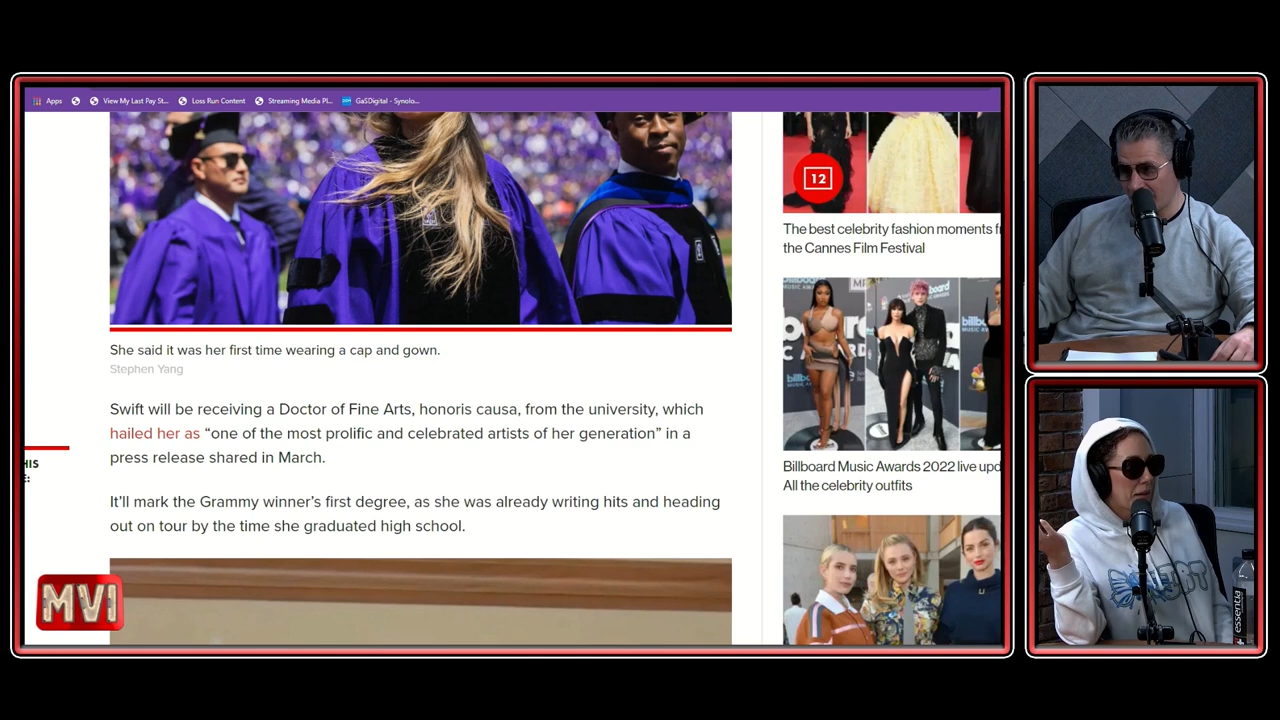 Apps
View My Last Pay St...
Loss Run Content
Streaming Media Pl...
GaSDigital - Synolo...
12
The best celebrity fashion moments f
the Cannes Film Festival
She said it was her first time wearing a cap and gown.
Stephen Yang
Swift will be receiving a Doctor of Fine Arts, honoris causa, from the university, which
hailed her as “one of the most prolific and celebrated artists of her generation” in a
press release shared in March.
HIS
E:
It’ll mark the Grammy winner’s first degree, as she was already writing hits and heading
out on tour by the time she graduated high school.
Billboard Music Awards 2022 live upd
All the celebrity outfits
MVI
essentia